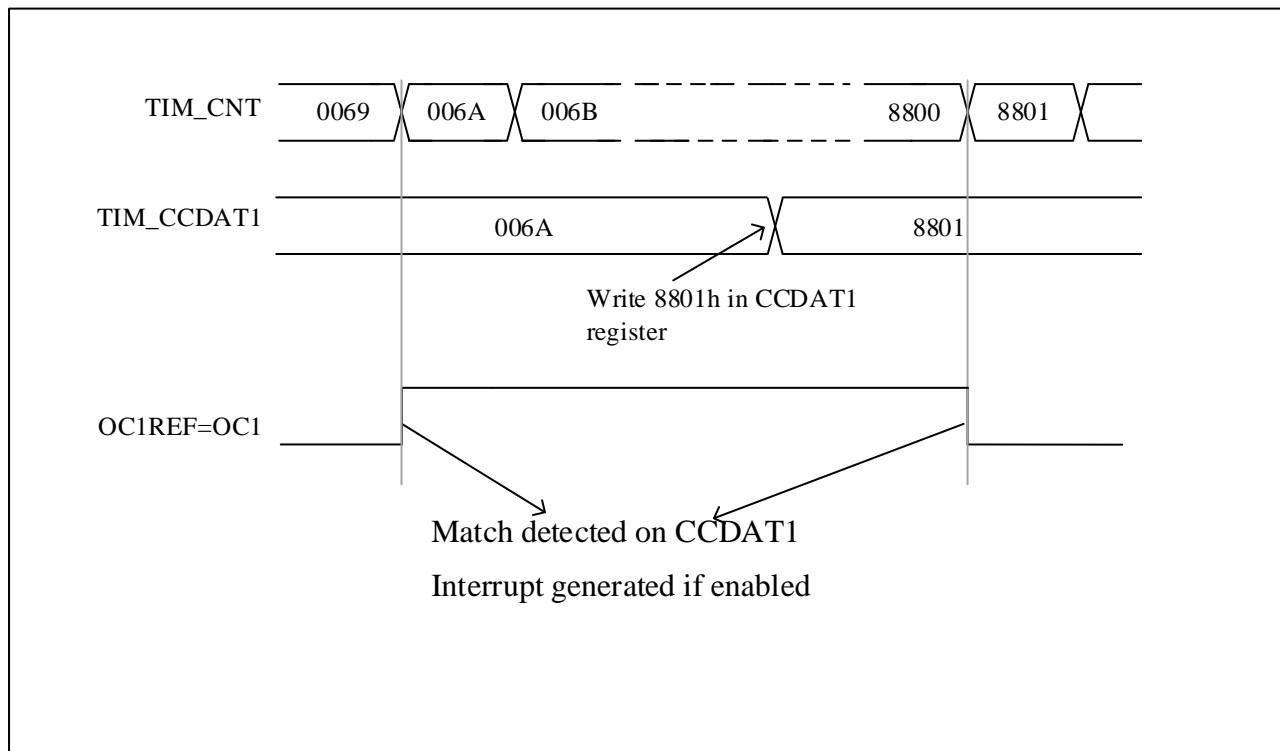 TIM_CNT 0069 006A 006B 8800 8801
TIM_CCDAT1 006A 8801
Write 8801h in CCDAT1
register
OC1REF=OC1
Match detected on CCDAT1
Interrupt generated if enabled